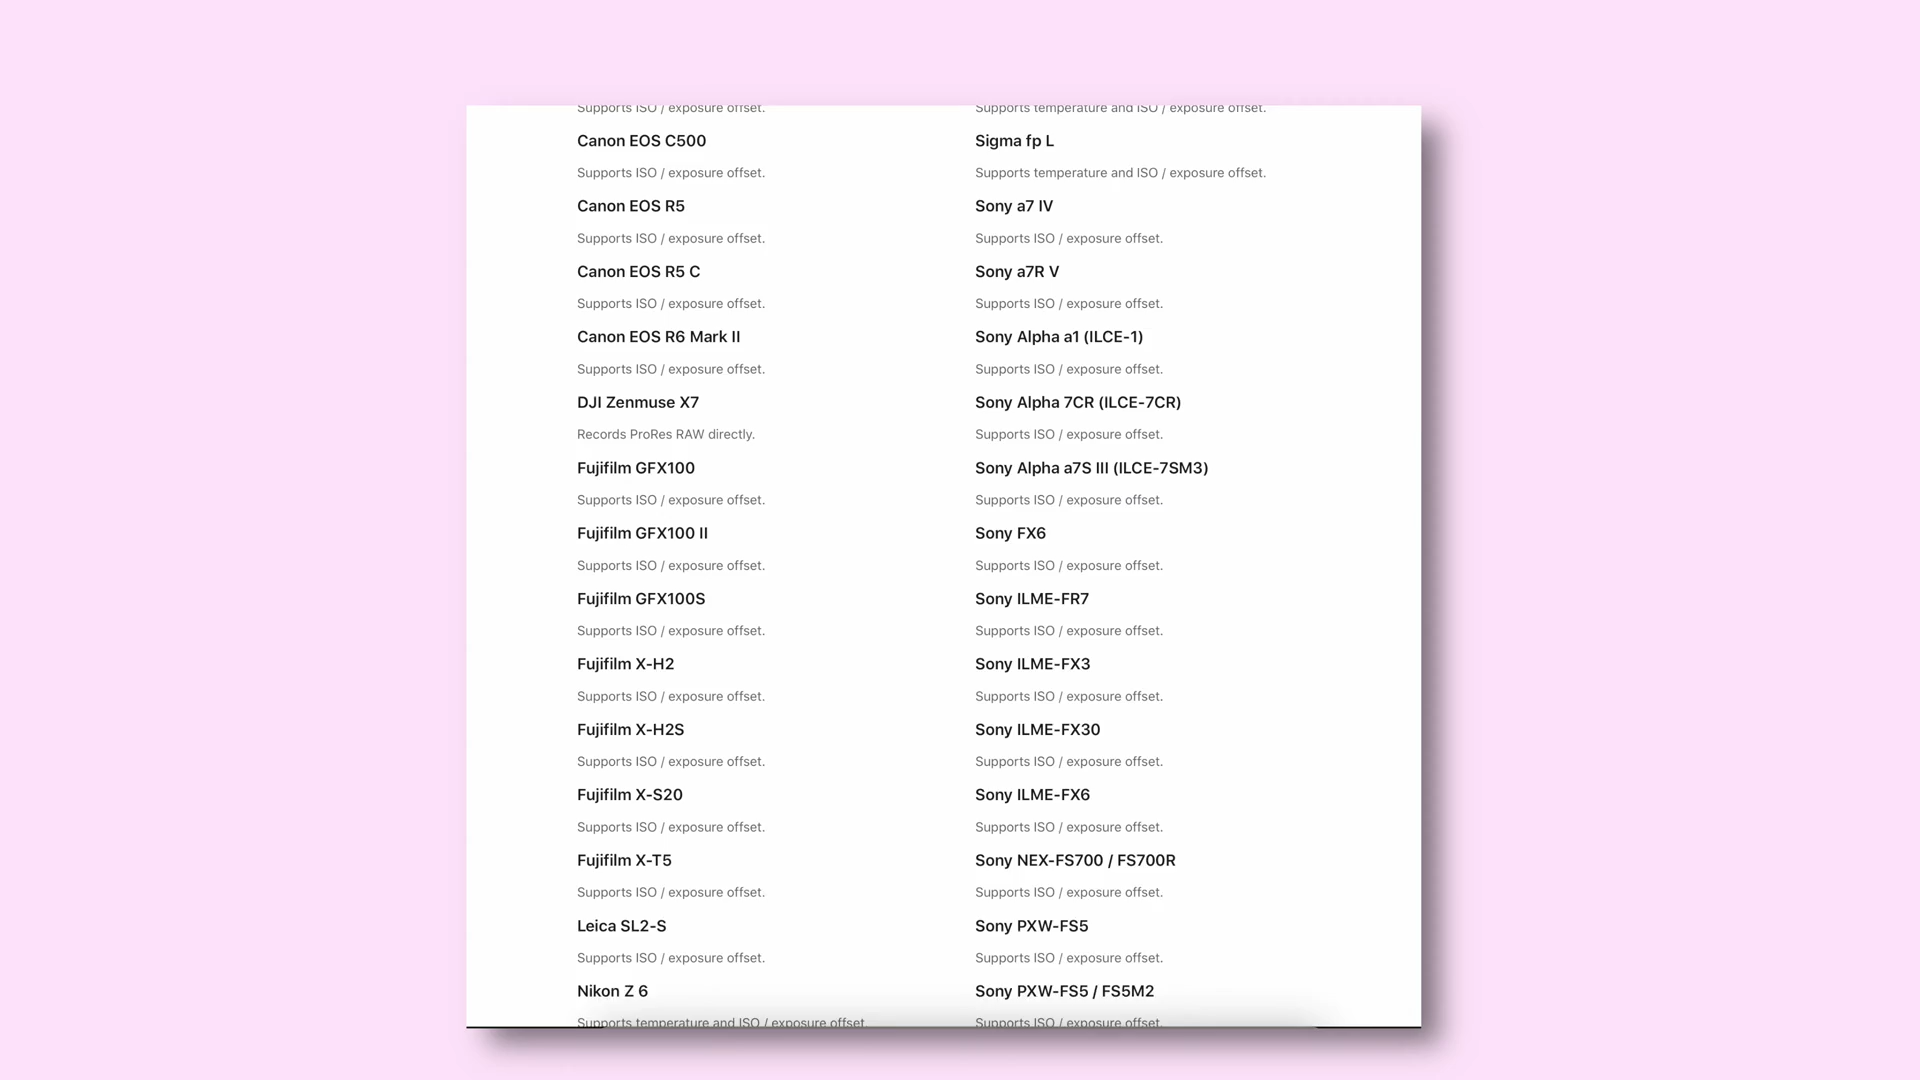 Supports ISO / exposure offset.
Canon EOS C500
Supports ISO / exposure offset.
Canon EOS R5
Supports ISO / exposure offset.
Canon EOS R5 C
Supports ISO / exposure offset.
Canon EOS R6 Mark II
Supports ISO / exposure offset.
DJI Zenmuse X7
Records ProRes RAW directly.
Fujifilm GFX100
Supports ISO / exposure offset.
Fujifilm GFX100 II
Supports ISO / exposure offset.
Fujifilm GFX100S
Supports ISO / exposure offset.
Fujifilm X-H2
Supports ISO / exposure offset.
Fujifilm X-H2S
Supports ISO / exposure offset.
Fujifilm X-S20
Supports ISO / exposure offset.
Fujifilm X-T5
Supports ISO / exposure offset.
Leica SL2-S
Supports ISO / exposure offset.
Nikon Z 6
Supports temperature and ISO / exposure offset.
Supports temperature and ISO / exposure offset.
Sigma fp L
Supports temperature and ISO / exposure offset.
Sony a7 IV
Supports ISO / exposure offset.
Sony a7R V
Supports ISO / exposure offset.
Sony Alpha a1 (ILCE-1)
Supports ISO / exposure offset.
Sony Alpha 7CR (ILCE-7CR)
Supports ISO / exposure offset.
Sony Alpha a7S III (ILCE-7SM3)
Supports ISO / exposure offset.
Sony FX6
Supports ISO / exposure offset.
Sony ILME-FR7
Supports ISO / exposure offset.
Sony ILME-FX3
Supports ISO / exposure offset.
Sony ILME-FX30
Supports ISO / exposure offset.
Sony ILME-FX6
Supports ISO / exposure offset.
Sony NEX-FS700 / FS700R
Supports ISO / exposure offset.
Sony PXW-FS5
Supports ISO / exposure offset.
Sony PXW-FS5 / FS5M2
Supports ISO / exposure offset.